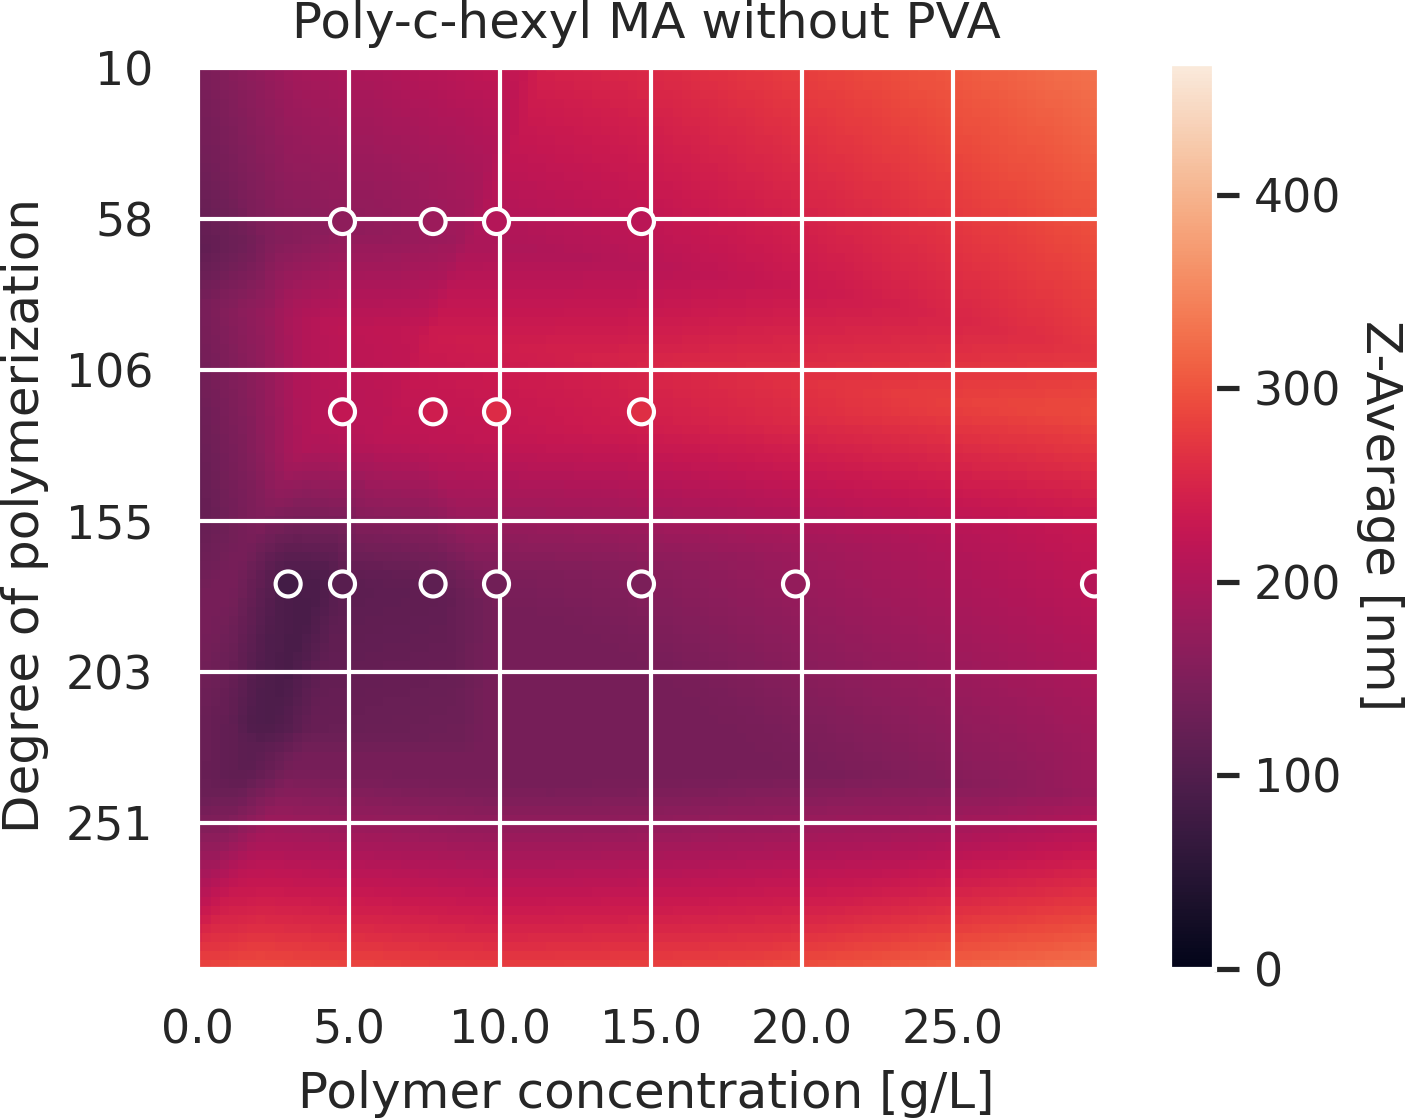 Poly-c-hexyl MA without PVA
10
58
106
155
203
251
Degree of polymerization
0.0 5.0 10.0 15.0 20.0 25.0
Polymer concentration [g/L]
400
300
200
100
0
Z-Average [nm]